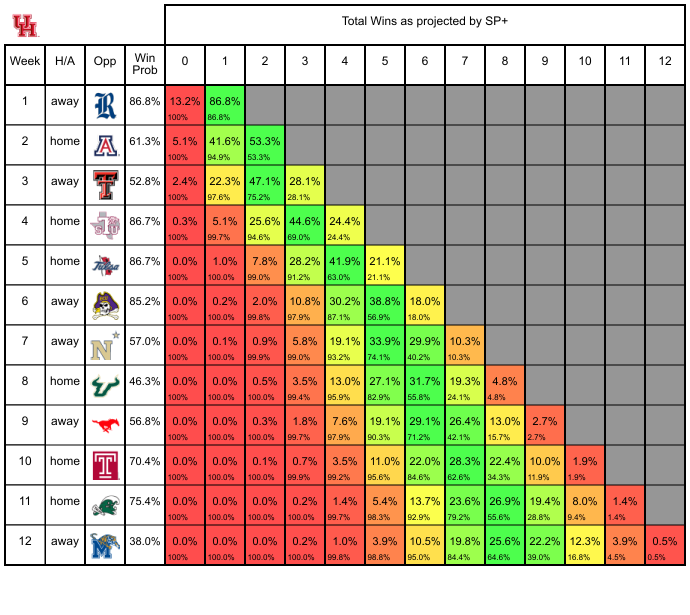 Total Wins as projected by SP+
Week H/A Opp Win Prob 0 1 2 3 4 5 6 7 8 9 10 11 12
1 away R 86.8% 13.2% 86.8%
100% 86.8%
2 home A 61.3% 5.1% 41.6% 53.3%
100% 94.9% 53.3%
3 away T 52.8% 2.4% 22.3% 47.1% 28.1%
100% 97.6% 75.2% 28.1%
4 home 86.7% 0.3% 5.1% 25.6% 44.6% 24.4%
100% 99.7% 94.6% 69.0% 24.4%
5 home Tulsa 86.7% 0.0% 1.0% 7.8% 28.2% 41.9% 21.1%
100% 100.0% 99.0% 91.2% 63.0% 21.1%
6 away 85.2% 0.0% 0.2% 2.0% 10.8% 30.2% 38.8% 18.0%
100% 100.0% 99.8% 97.9% 87.1% 56.9% 18.0%
7 away N 57.0% 0.0% 0.1% 0.9% 5.8% 19.1% 33.9% 29.9% 10.3%
100% 100.0% 99.9% 99.0% 93.2% 74.1% 40.2% 10.3%
8 home 46.3% 0.0% 0.0% 0.5% 3.5% 13.0% 27.1% 31.7% 19.3% 4.8%
100% 100.0% 100.0% 99.4% 95.9% 82.9% 55.8% 24.1% 4.8%
9 away 56.8% 0.0% 0.0% 0.3% 1.8% 7.6% 19.1% 29.1% 26.4% 13.0% 2.7%
100% 100.0% 100.0% 99.7% 97.9% 90.3% 71.2% 42.1% 15.7% 2.7%
10 home T 70.4% 0.0% 0.0% 0.1% 0.7% 3.5% 11.0% 22.0% 28.3% 22.4% 10.0% 1.9%
100% 100.0% 100.0% 99.9% 99.2% 95.6% 84.6% 62.6% 34.3% 11.9% 1.9%
11 home 75.4% 0.0% 0.0% 0.0% 0.2% 1.4% 5.4% 13.7% 23.6% 26.9% 19.4% 8.0% 1.4%
100% 100.0% 100.0% 100.0% 99.7% 98.3% 92.9% 79.2% 55.6% 28.8% 9.4% 1.4%
12 away M 38.0% 0.0% 0.0% 0.0% 0.2% 1.0% 3.9% 10.5% 19.8% 25.6% 22.2% 12.3% 3.9% 0.5%
100% 100.0% 100.0% 100.0% 99.8% 98.8% 95.0% 84.4% 64.6% 39.0% 16.8% 4.5% 0.5%